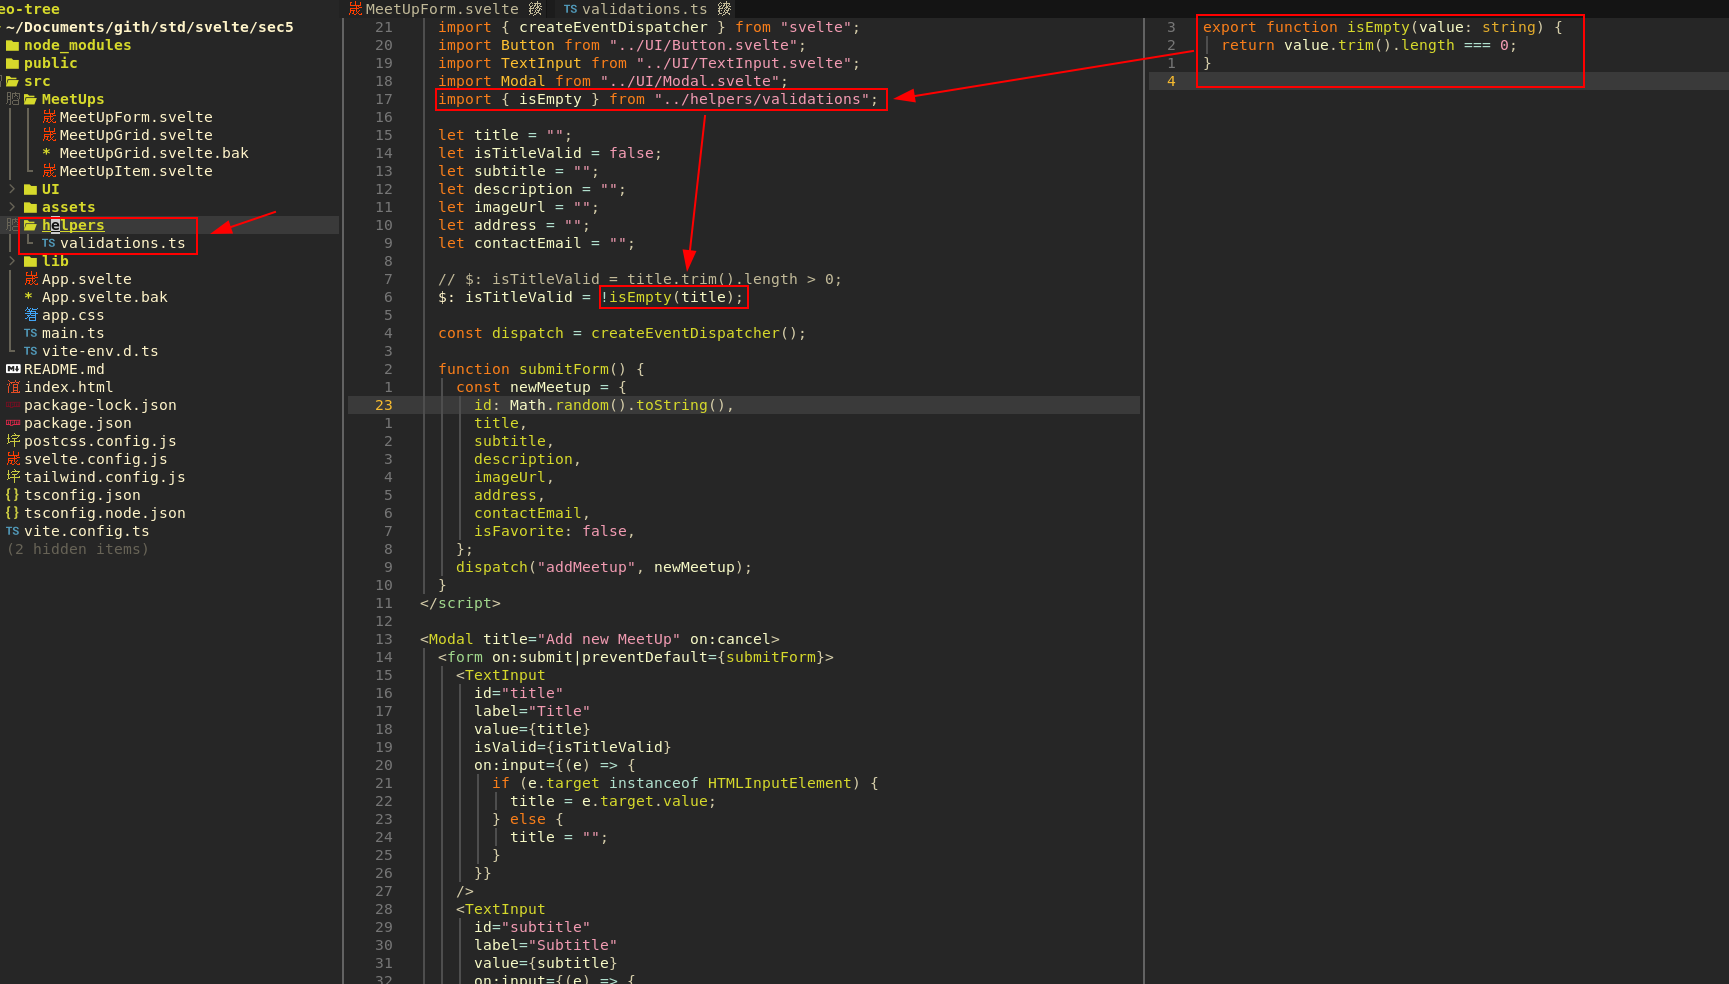 eo-tree
~/Documents/gith/std/svelte/sec5
node_modules
public
src
MeetUps
MeetUpForm.svelte
MeetUpGrid.svelte
* MeetUpGrid.svelte.bak
MeetUpItem.svelte
UI
assets
helpers
TS validations.ts
lib
App.svelte
* App.svelte.bak
app.css
TS main.ts
TS vite-env.d.ts
README.md
index.html
package-lock.json
package.json
postcss.config.js
svelte.config.js
tailwind.config.js
{} tsconfig.json
{} tsconfig.node.json
TS vite.config.ts
(2 hidden items)
MeetUpForm.svelte
TS validations.ts
21 import { createEventDispatcher } from "svelte";
20 import Button from "../UI/Button.svelte";
19 import TextInput from "../UI/TextInput.svelte";
18 import Modal from "../UI/Modal.svelte";
17 import { isEmpty } from "../helpers/validations";
16
15 let title = "";
14 let isTitleValid = false;
13 let subtitle = "";
12 let description = "";
11 let imageUrl = "";
10 let address = "";
9 let contactEmail = "";
8
7 // $: isTitleValid = title.trim().length > 0;
6 $: isTitleValid = !isEmpty(title);
5
4 const dispatch = createEventDispatcher();
3
2 function submitForm() {
1 const newMeetup = {
23 id: Math.random().toString(),
1 title,
2 subtitle,
3 description,
4 imageUrl,
5 address,
6 contactEmail,
7 isFavorite: false,
8 };
9 dispatch("addMeetup", newMeetup);
10 }
11 </script>
12
13 <Modal title="Add new MeetUp" on:cancel>
14 <form on:submit|preventDefault={submitForm}>
15 <TextInput
16 id="title"
17 label="Title"
18 value={title}
19 isValid={isTitleValid}
20 on:input={(e) => {
21 if (e.target instanceof HTMLInputElement) {
22 title = e.target.value;
23 } else {
24 title = "";
25 }
26 }}
27 />
28 <TextInput
29 id="subtitle"
30 label="Subtitle"
31 value={subtitle}
32 on:input={(e) => {
3 export function isEmpty(value: string) {
2 return value.trim().length === 0;
1 }
4